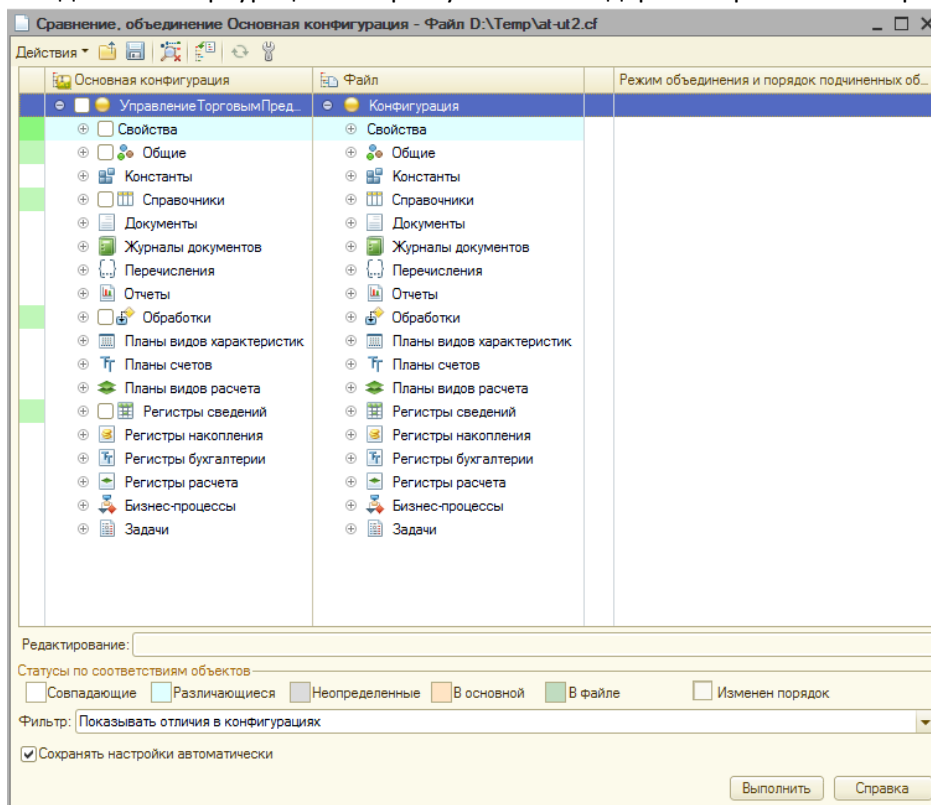 Сравнение, объединение Основная конфигурация - Файл D:\Temp\at-ut2.cf
Действия
Основная конфигурация Файл Режим объединения и порядок подчиненных об...
УправлениеТорговымПред... Конфигурация
Свойства Свойства
Общие Общие
Константы Константы
Справочники Справочники
Документы Документы
Журналы документов Журналы документов
Перечисления Перечисления
Отчеты Отчеты
Обработки Обработки
Планы видов характеристик Планы видов характеристик
Планы счетов Планы счетов
Планы видов расчета Планы видов расчета
Регистры сведений Регистры сведений
Регистры накопления Регистры накопления
Регистры бухгалтерии Регистры бухгалтерии
Регистры расчета Регистры расчета
Бизнес-процессы Бизнес-процессы
Задачи Задачи
Редактирование:
Статусы по соответствиям объектов
Совпадающие Различающиеся Неопределенные В основной В файле Изменен порядок
Фильтр: Показывать отличия в конфигурациях
Сохранять настройки автоматически
Выполнить Справка